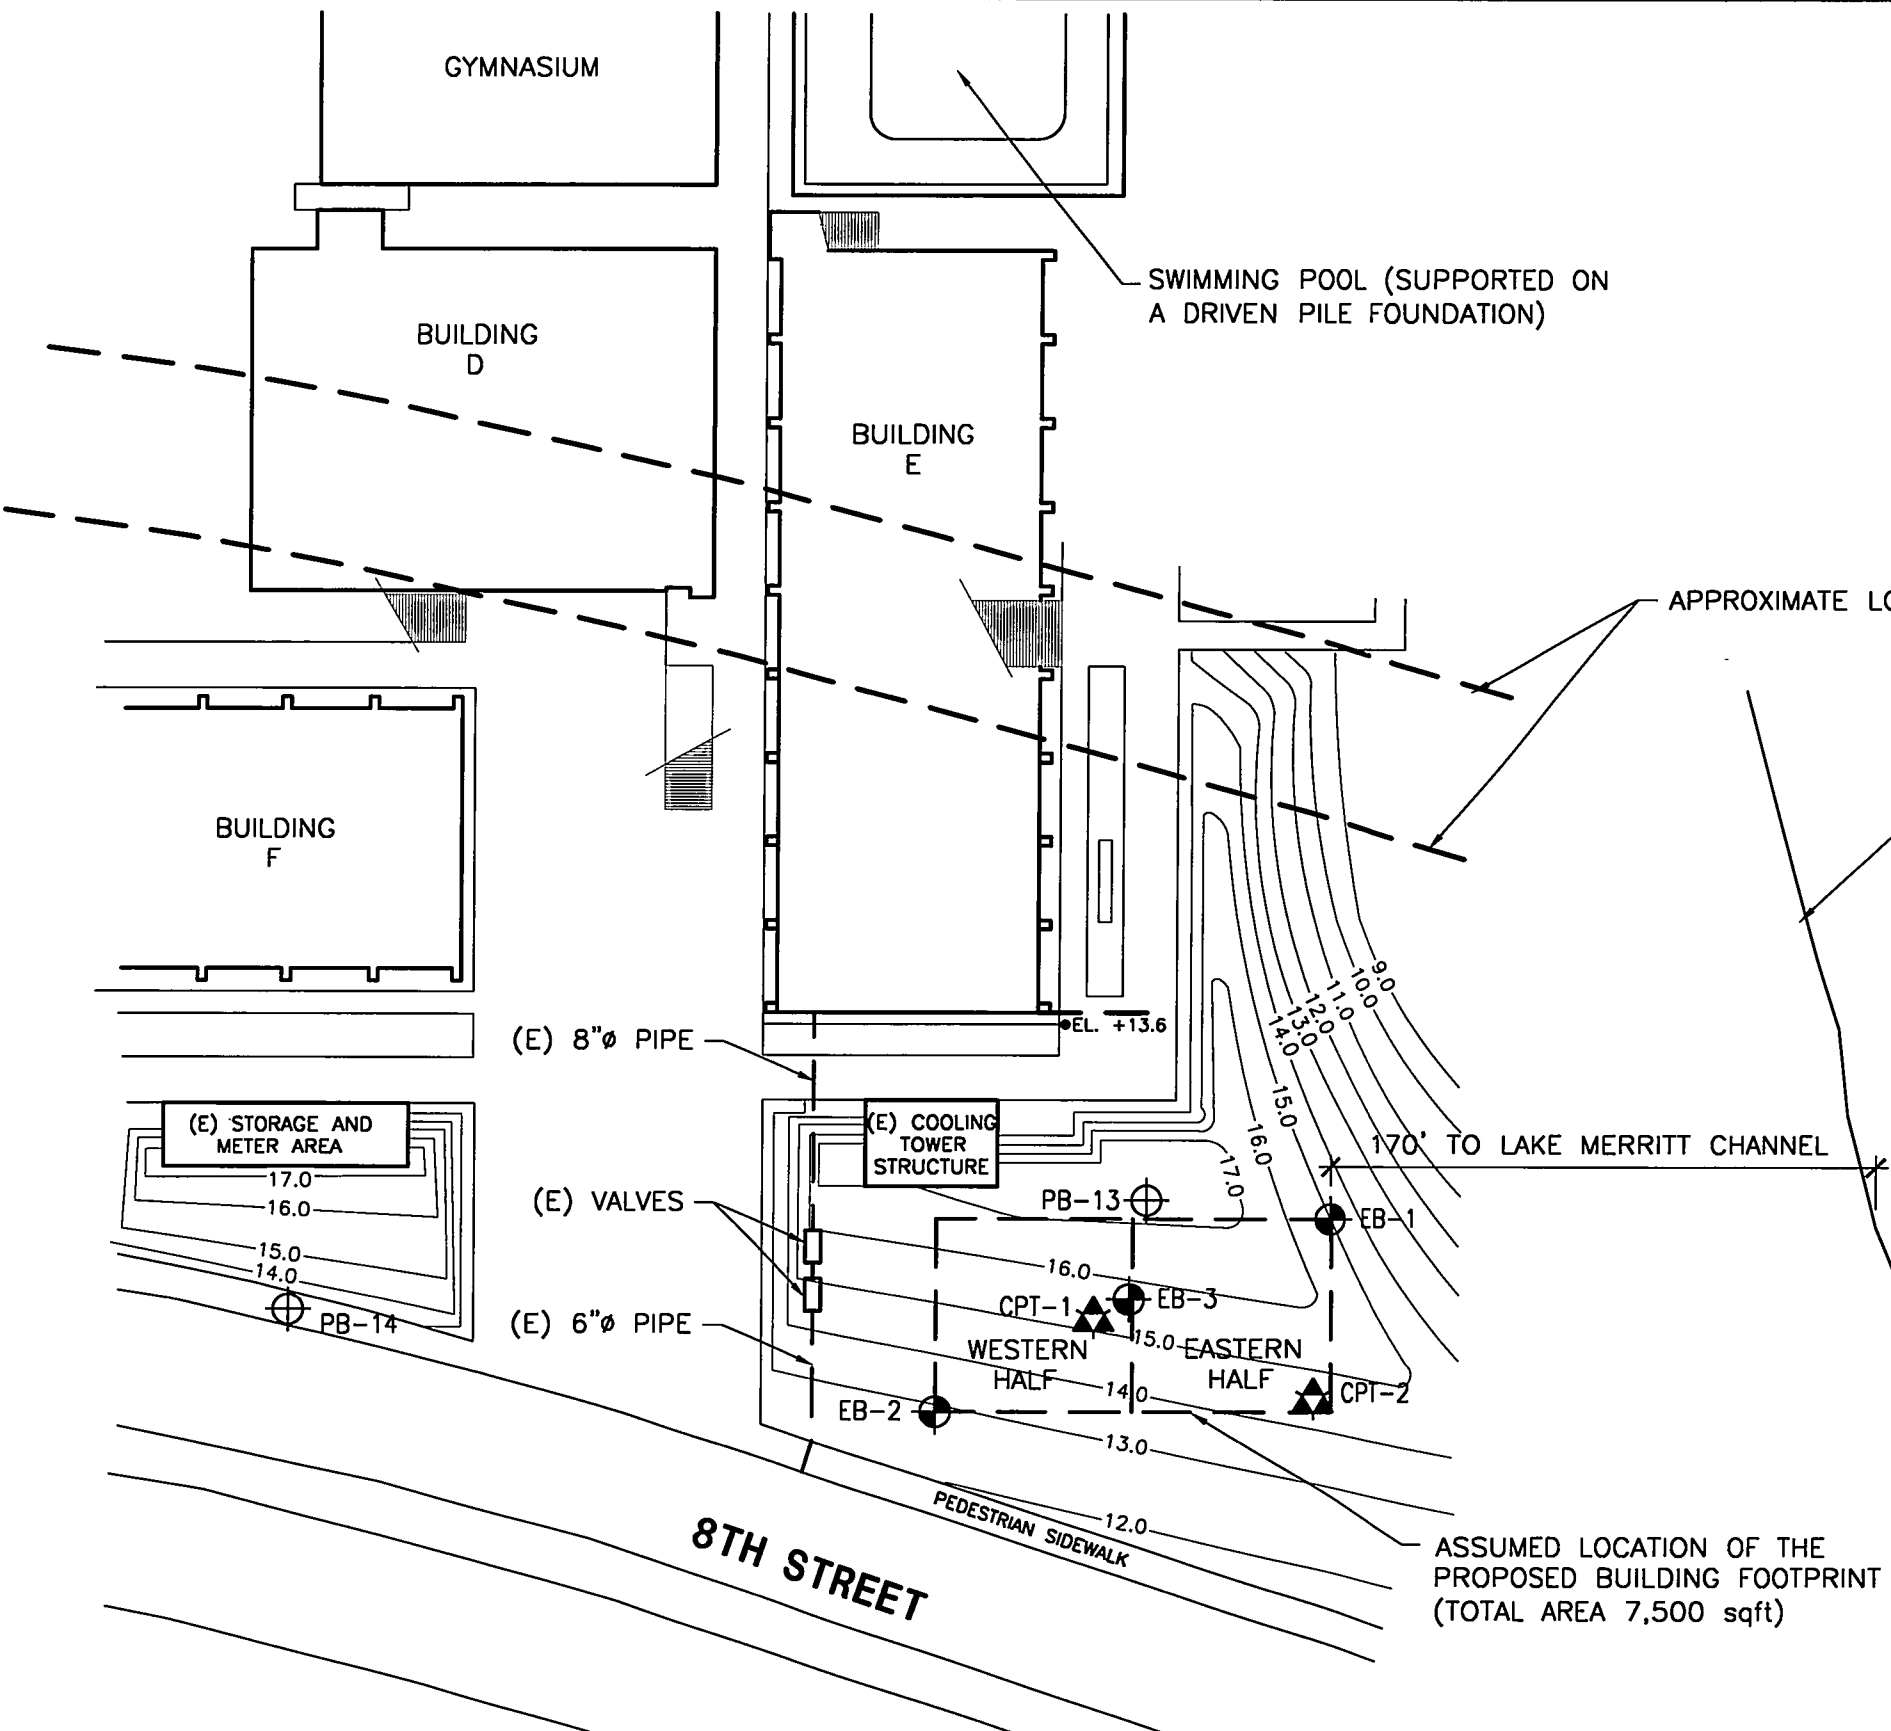 GYMNASIUM
SWIMMING POOL (SUPPORTED ON
A DRIVEN PILE FOUNDATION)
BUILDING
D
BUILDING
E
APPROXIMATE
BUILDING
F
9.0
10.0
11.0
12.0
13.0
14.0
15.0
16.0
17.0
EL. +13.6
(E) 8"ø PIPE
(E) STORAGE AND
METER AREA
17.0
16.0
15.0
14.0
PB-14
(E) COOLING
TOWER
STRUCTURE
170' TO LAKE MERRITT CHANNEL
(E) VALVES
PB-13
EB-1
16.0
CPT-1
EB-3
(E) 6"ø PIPE
15.0
WESTERN
HALF
EASTERN
HALF
14.0
CPT-2
EB-2
13.0
12.0
PEDESTRIAN SIDEWALK
8TH STREET
ASSUMED LOCATION OF THE
PROPOSED BUILDING FOOTPRINT
(TOTAL AREA 7,500 sqft)